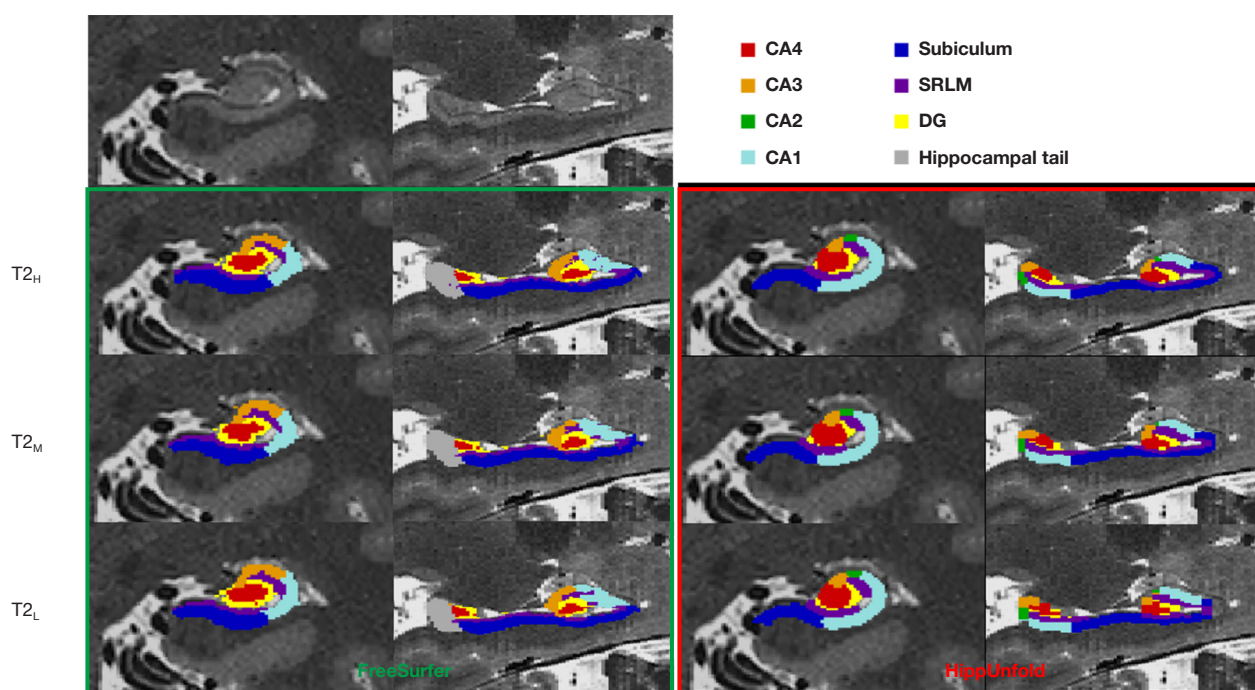 CA4
CA3
CA2
CA1
Subiculum
SRLM
DG
Hippocampal tail
T2H
T2M
T2L
FreeSurfer
HippUnfold